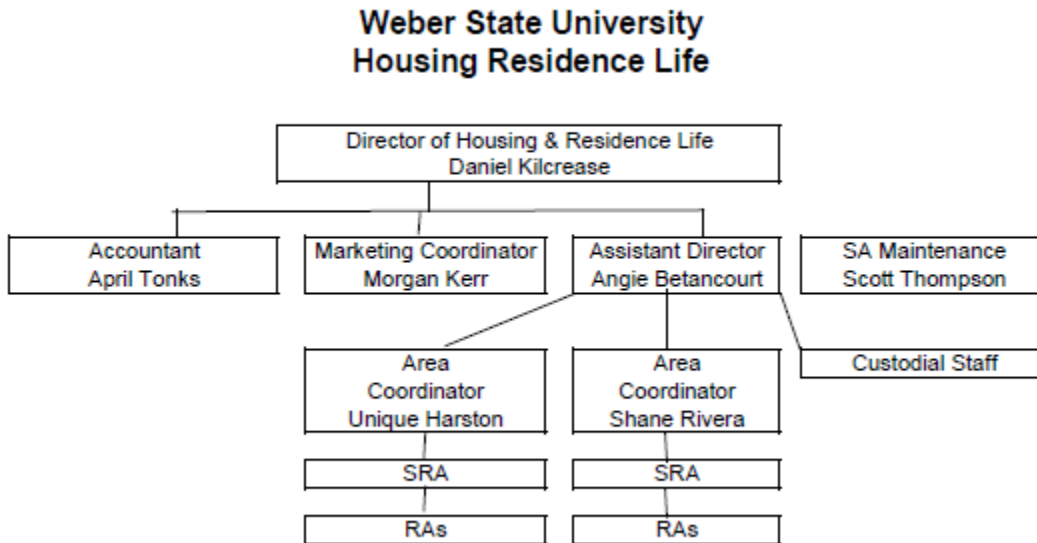 Weber State University
Housing Residence Life
Director of Housing & Residence Life
Daniel Kilcrease
Accountant
April Tonks
Marketing Coordinator
Morgan Kerr
Assistant Director
Angie Betancourt
SA Maintenance
Scott Thompson
Area
Coordinator
Unique Harston
Area
Coordinator
Shane Rivera
Custodial Staff
SRA
SRA
RAs
RAs